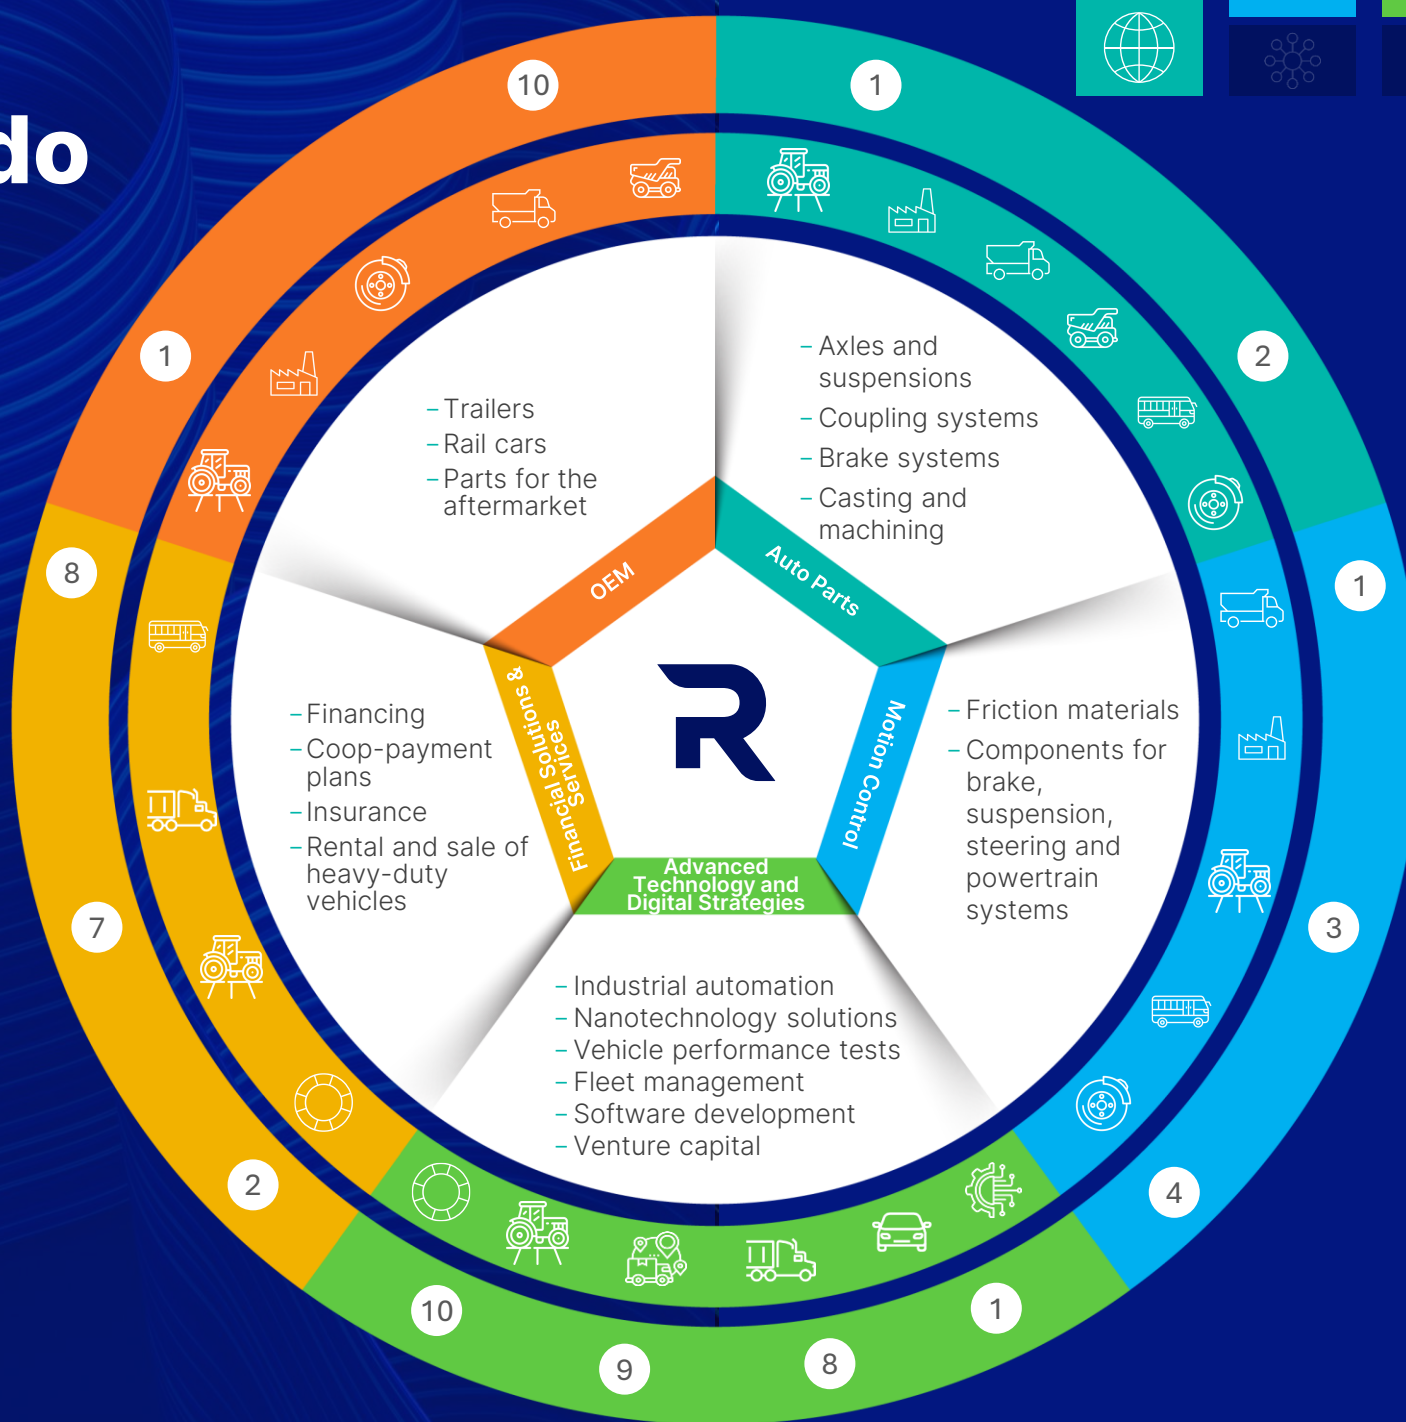 do
10
1
1
2
8
1
7
3
2
4
10
9
8
1
– Trailers
– Rail cars
– Parts for the
aftermarket
– Axles and
suspensions
– Coupling systems
– Brake systems
– Casting and
machining
OEM
Auto Parts
Financial Solutions &
Services
Motion Control
Advanced
Technology and
Digital Strategies
R
– Financing
– Coop-payment
plans
– Insurance
– Rental and sale of
heavy-duty
vehicles
– Friction materials
– Components for
brake,
suspension,
steering and
powertrain
systems
– Industrial automation
– Nanotechnology solutions
– Vehicle performance tests
– Fleet management
– Software development
– Venture capital